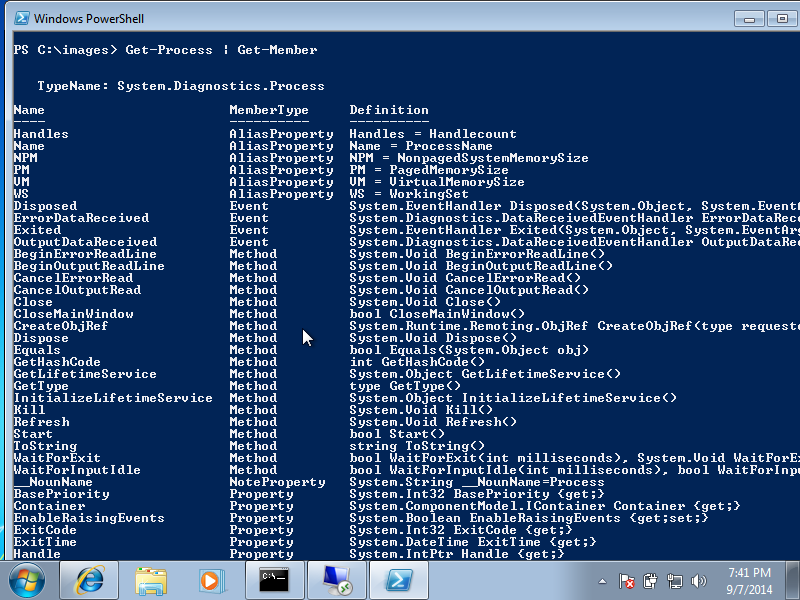 Windows PowerShell
PS C:\images> Get-Process | Get-Member
TypeName: System.Diagnostics.Process
Name MemberType Definition
---- ---------- ----------
Handles AliasProperty Handles = Handlecount
Name AliasProperty Name = ProcessName
NPM AliasProperty NPM = NonpagedSystemMemorySize
PM AliasProperty PM = PagedMemorySize
VM AliasProperty VM = VirtualMemorySize
WS AliasProperty WS = WorkingSet
Disposed Event System.EventHandler Disposed(System.Object, System.EventA
ErrorDataReceived Event System.Diagnostics.DataReceivedEventHandler ErrorDataRec
Exited Event System.EventHandler Exited(System.Object, System.EventArg
OutputDataReceived Event System.Diagnostics.DataReceivedEventHandler OutputDataRe
BeginErrorReadLine Method System.Void BeginErrorReadLine()
BeginOutputReadLine Method System.Void BeginOutputReadLine()
CancelErrorRead Method System.Void CancelErrorRead()
CancelOutputRead Method System.Void CancelOutputRead()
Close Method System.Void Close()
CloseMainWindow Method bool CloseMainWindow()
CreateObjRef Method System.Runtime.Remoting.ObjRef CreateObjRef(type requeste
Dispose Method System.Void Dispose()
Equals Method bool Equals(System.Object obj)
GetHashCode Method int GetHashCode()
GetLifetimeService Method System.Object GetLifetimeService()
GetType Method type GetType()
InitializeLifetimeService Method System.Object InitializeLifetimeService()
Kill Method System.Void Kill()
Refresh Method System.Void Refresh()
Start Method bool Start()
ToString Method string ToString()
WaitForExit Method bool WaitForExit(int milliseconds), System.Void WaitForEx
WaitForInputIdle Method bool WaitForInputIdle(int milliseconds), bool WaitForInpu
__NounName NoteProperty System.String __NounName=Process
BasePriority Property System.Int32 BasePriority {get;}
Container Property System.ComponentModel.IContainer Container {get;}
EnableRaisingEvents Property System.Boolean EnableRaisingEvents {get;set;}
ExitCode Property System.Int32 ExitCode {get;}
ExitTime Property System.DateTime ExitTime {get;}
Handle Property System.IntPtr Handle {get;}
C:\.
7:41 PM
9/7/2014